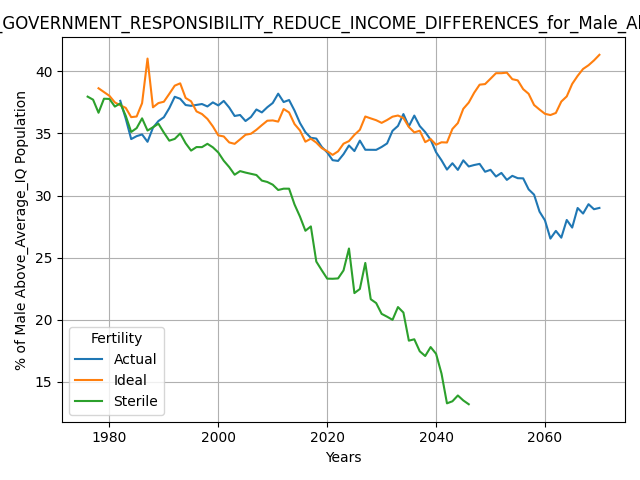 _GOVERNMENT_RESPONSIBILITY_REDUCE_INCOME_DIFFERENCES_for_Male_A
% of Male Above_Average_IQ Population
40
35
30
25
20
15
Fertility
Actual
Ideal
Sterile
1980
2000
2020
2040
2060
Years